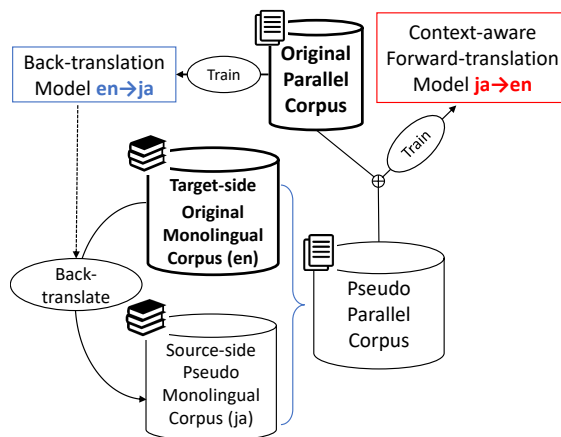 Back-translation
Model en→ja
Train
Original
Parallel
Corpus
Context-aware
Forward-translation
Model ja→en
Train
Target-side
Original
Monolingual
Corpus (en)
Back-
translate
Source-side
Pseudo
Monolingual
Corpus (ja)
Pseudo
Parallel
Corpus